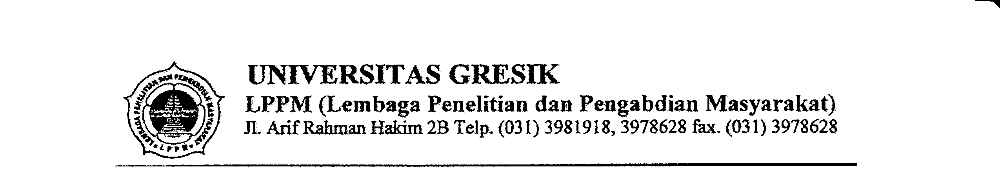 UNIVERSITAS GRESIK
LPPM (Lembaga Penelitian dan Pengabdian Masyarakat)
Jl. Arif Rahman Hakim 2B Telp. (031) 3981918, 3978628 fax. (031) 3978628
LEMBAGA PENELITIAN DAN PENGABDIAN MASYARAKAT
LPPM